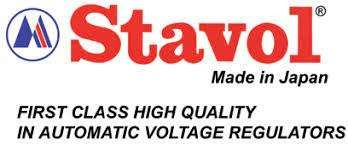 Stavol®
Made in Japan
FIRST CLASS HIGH QUALITY
IN AUTOMATIC VOLTAGE REGULATORS